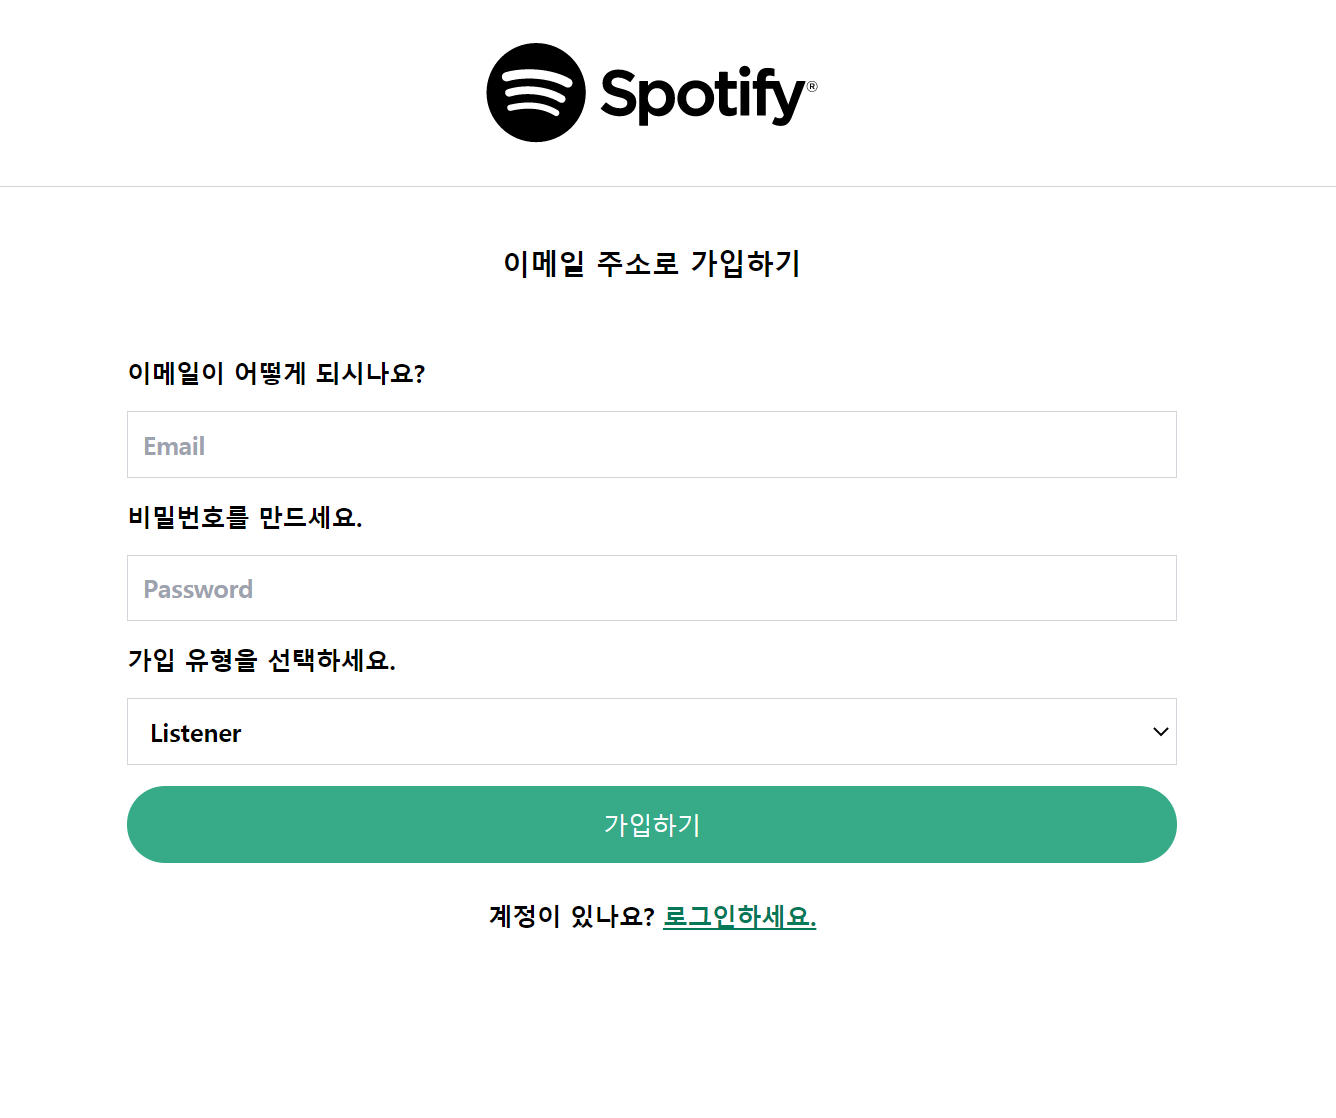 Spotify®
이메일 주소로 가입하기
이메일이 어떻게 되시나요?
Email
비밀번호를 만드세요.
Password
가입 유형을 선택하세요.
Listener
가입하기
계정이 있나요? 로그인하세요.